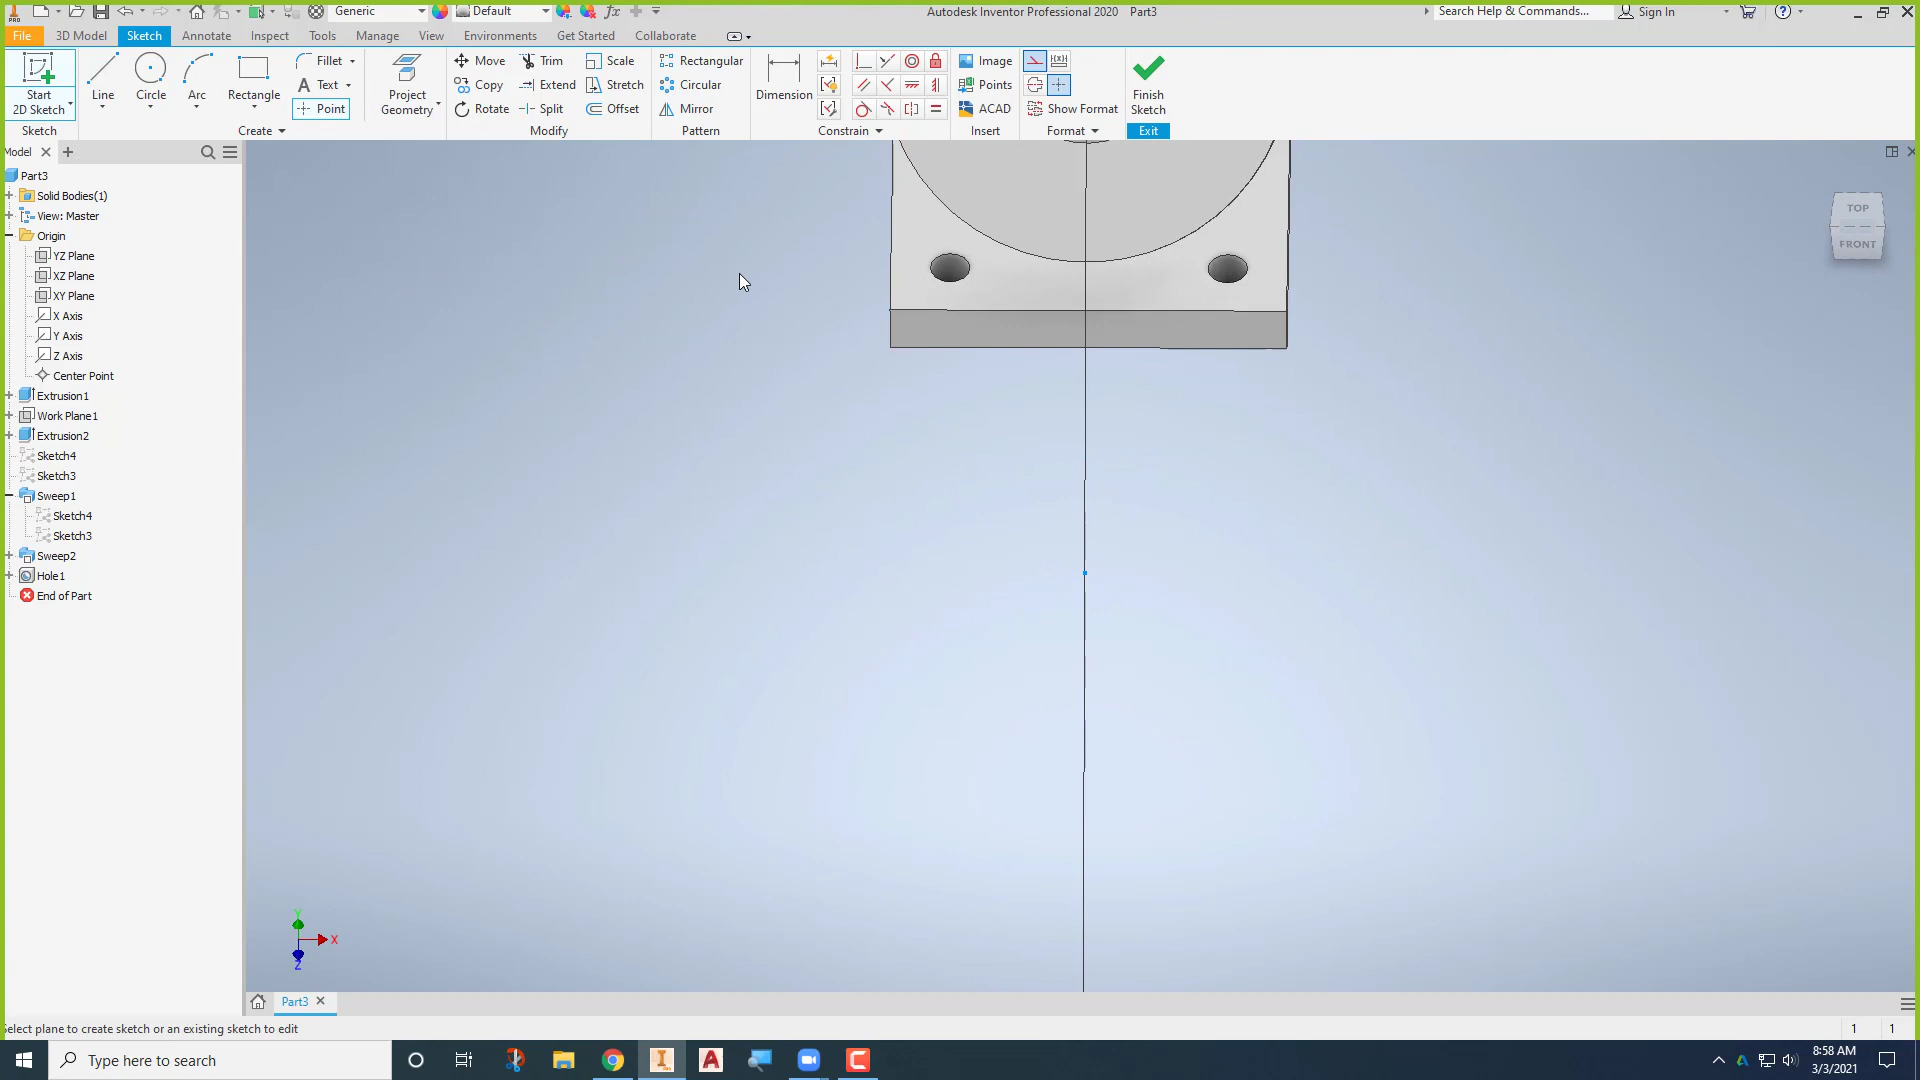 PRO Generic Default fx Autodesk Inventor Professional 2020 Part3 Search Help & Commands... Sign In
File 3D Model Sketch Annotate Inspect Tools Manage View Environments Get Started Collaborate
Start 2D Sketch
Line Circle Arc Rectangle
Fillet
Text
Point
Project Geometry
Move Trim Scale
Copy Extend Stretch
Rotate Split Offset
Rectangular
Circular
Mirror
Dimension
Image
Points
ACAD
Show Format
Finish Sketch
Sketch Create Modify Pattern Constrain Insert Format Exit
Model
Part3
Solid Bodies(1)
View: Master
Origin
YZ Plane
XZ Plane
XY Plane
X Axis
Y Axis
Z Axis
Center Point
Extrusion1
Work Plane1
Extrusion2
Sketch4
Sketch3
Sweep1
Sketch4
Sketch3
Sweep2
Hole1
End of Part
TOP
FRONT
Y
X
Z
Part3
Select plane to create sketch or an existing sketch to edit
1 1
Type here to search
8:58 AM
3/3/2021